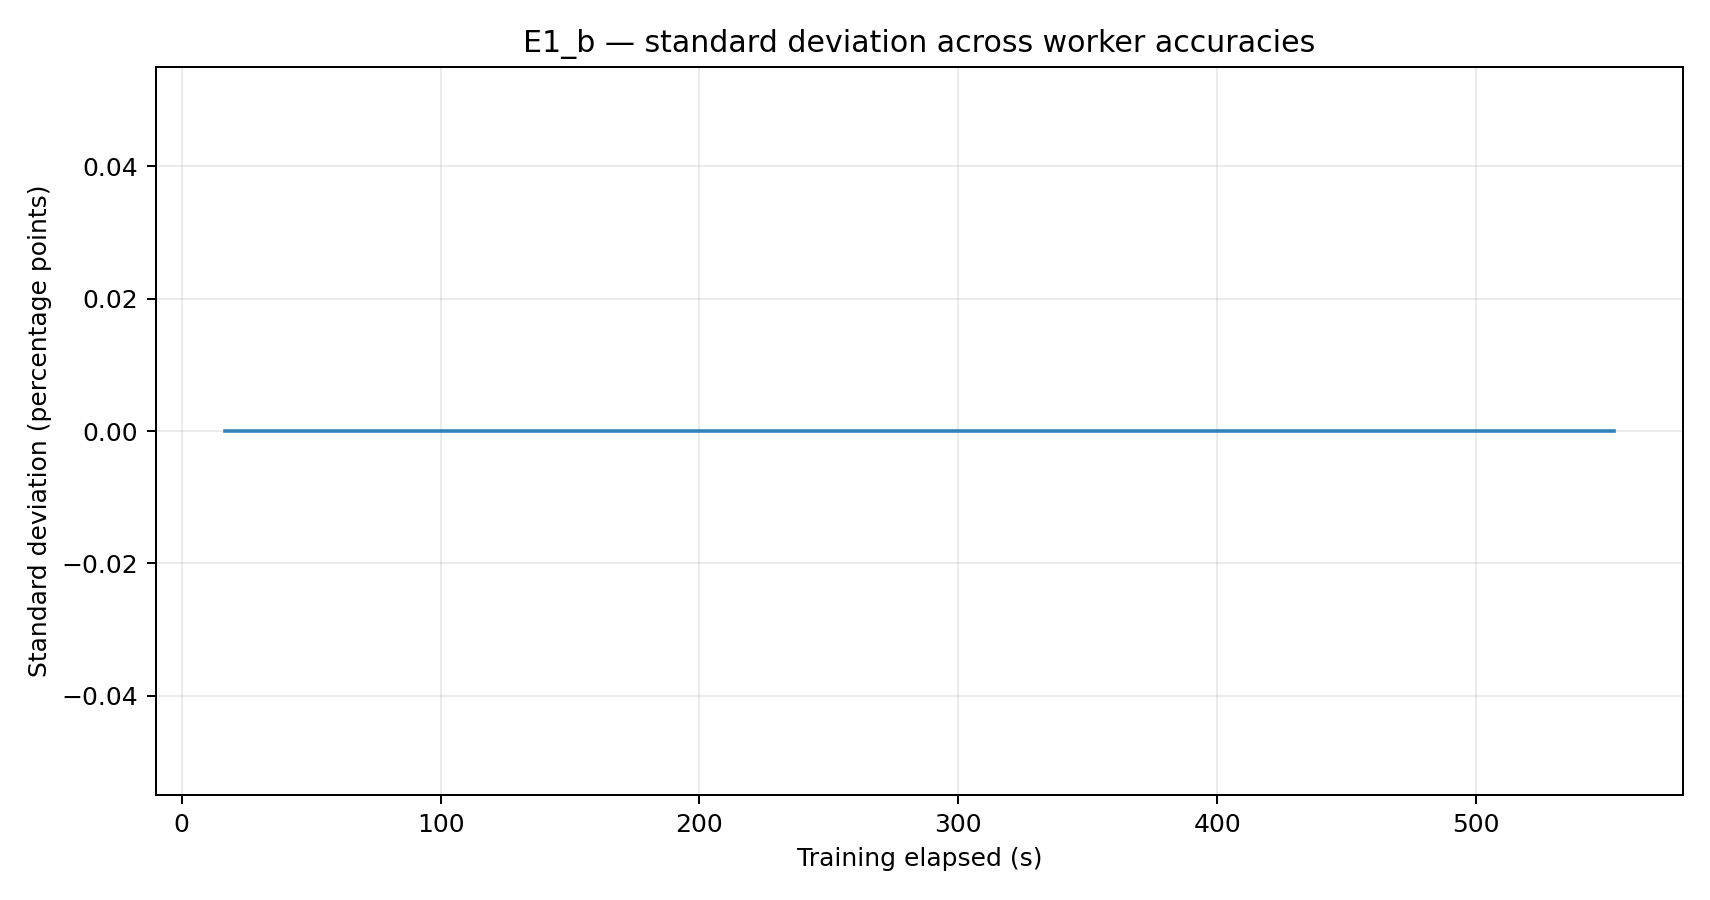 E1_b — standard deviation across worker accuracies
Standard deviation (percentage points)
0.04
0.02
0.00
−0.02
−0.04
0 100 200 300 400 500
Training elapsed (s)